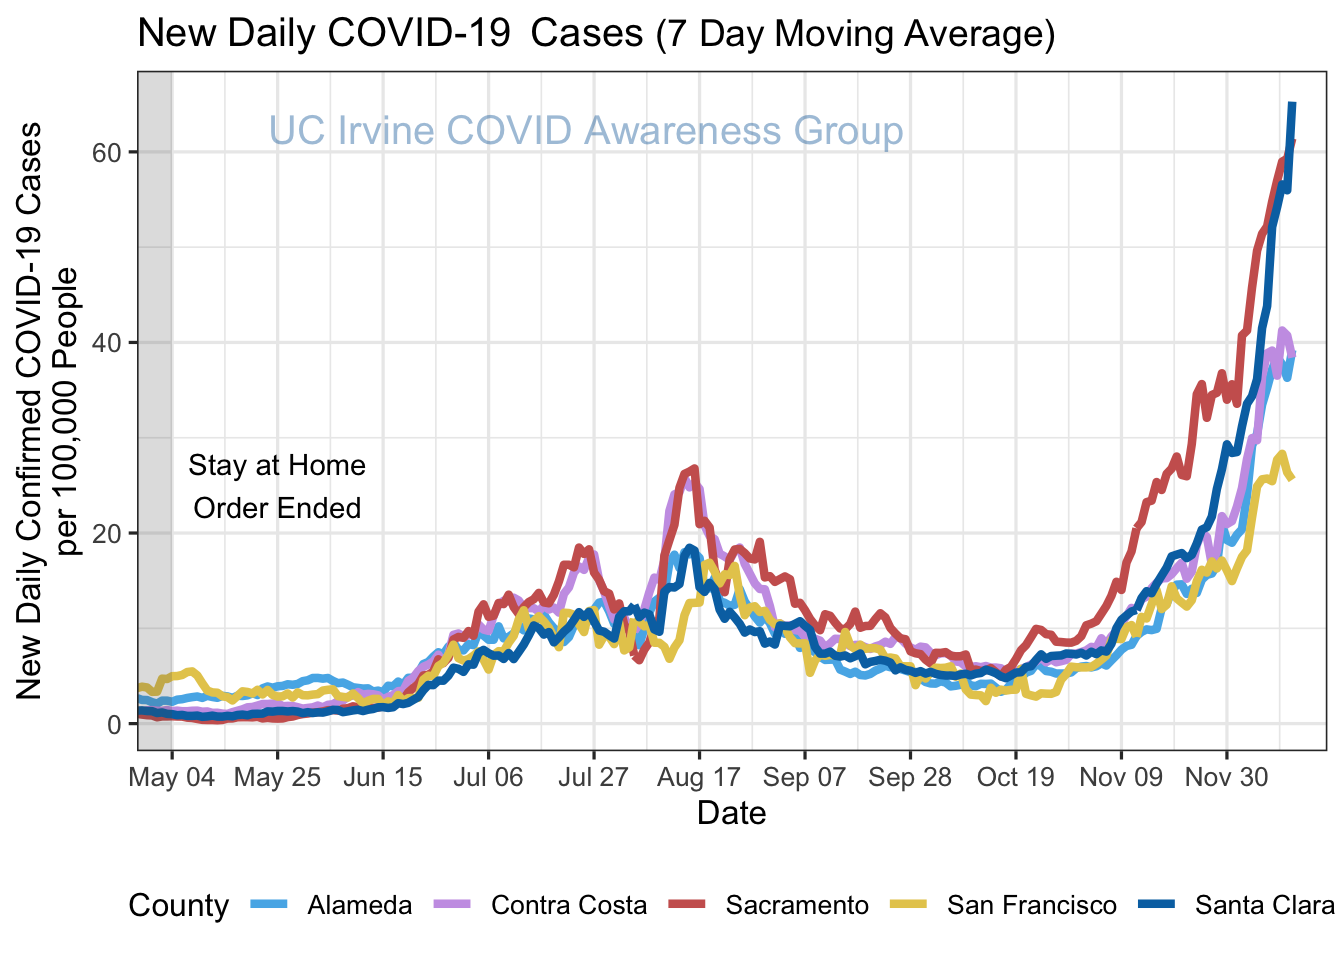 New Daily COVID-19  Cases (7 Day Moving Average)
UC Irvine COVID Awareness Group
New Daily Confirmed COVID-19 Cases
per 100,000 People
60
40
20
0
Stay at Home
Order Ended
May 04 May 25 Jun 15 Jul 06 Jul 27 Aug 17 Sep 07 Sep 28 Oct 19 Nov 09 Nov 30
Date
County Alameda Contra Costa Sacramento San Francisco Santa Clara